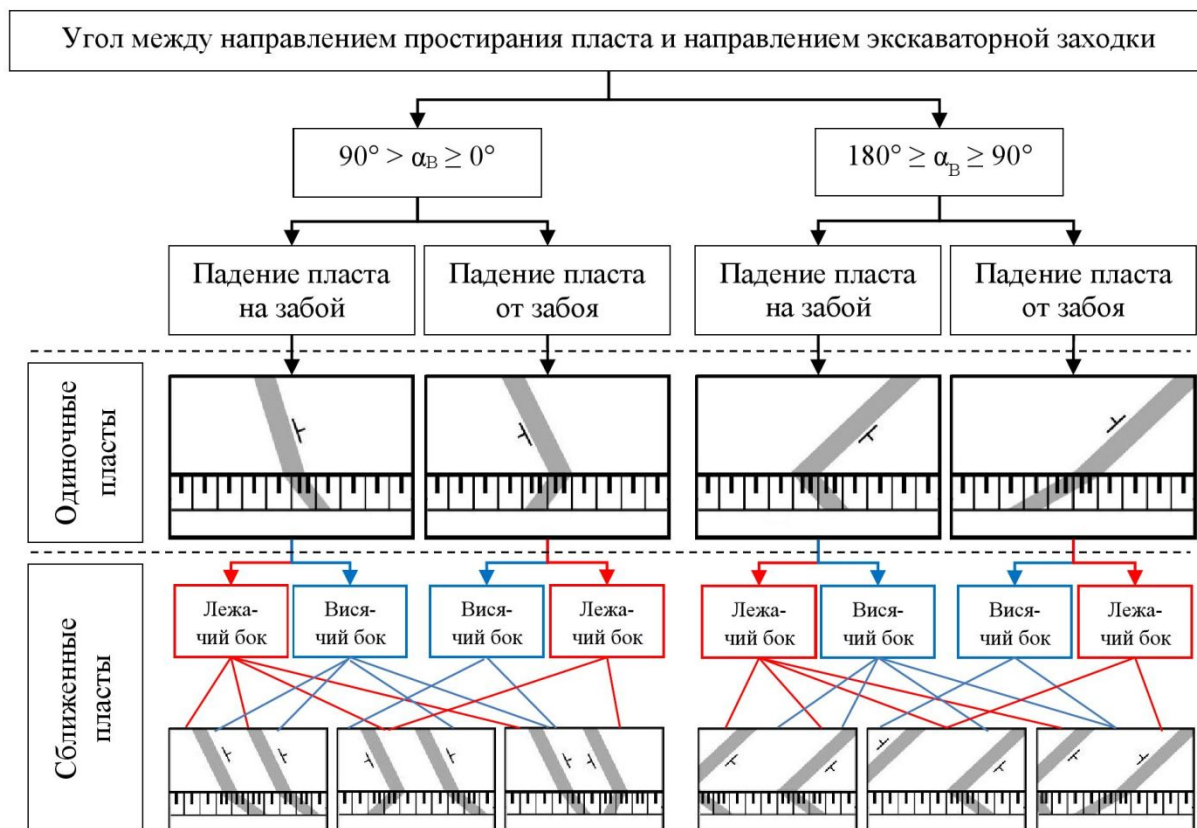 Угол между направлением простирания пласта и направлением экскаваторной заходки
90° > αВ ≥ 0°
180° ≥ αВ ≥ 90°
Падение пласта
на забой
Падение пласта
от забоя
Падение пласта
на забой
Падение пласта
от забоя
Одиночные
пласты
Сближенные
пласты
Лежа-
чий бок
Вися-
чий бок
Вися-
чий бок
Лежа-
чий бок
Лежа-
чий бок
Вися-
чий бок
Вися-
чий бок
Лежа-
чий бок